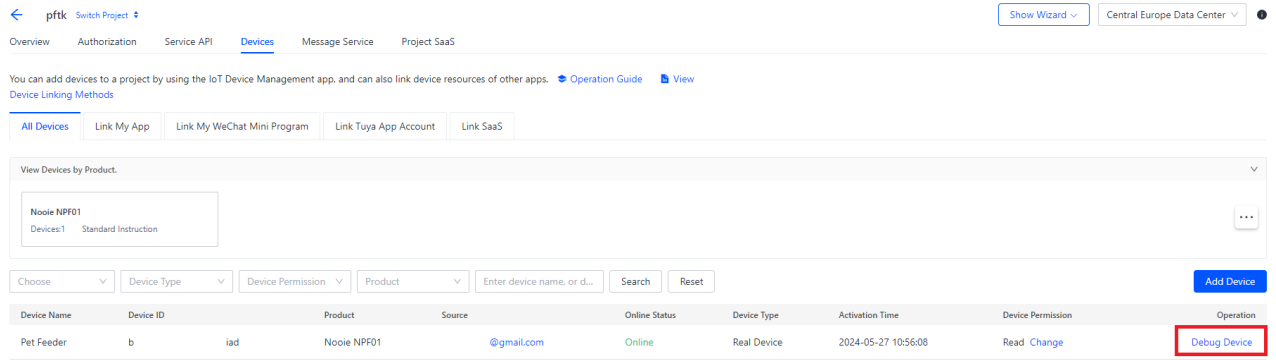 pftk Switch Project Show Wizard Central Europe Data Center
Overview Authorization Service API Devices Message Service Project SaaS
You can add devices to a project by using the IoT Device Management app, and can also link device resources of other apps. Operation Guide View
Device Linking Methods
All Devices Link My App Link My WeChat Mini Program Link Tuya App Account Link SaaS
View Devices by Product.
Nooie NPF01
Devices:1 Standard Instruction
...
Choose Device Type Device Permission Product Enter device name, or d... Search Reset Add Device
Device Name Device ID Product Source Online Status Device Type Activation Time Device Permission Operation
Pet Feeder b iad Nooie NPF01 @gmail.com Online Real Device 2024-05-27 10:56:08 Read Change Debug Device